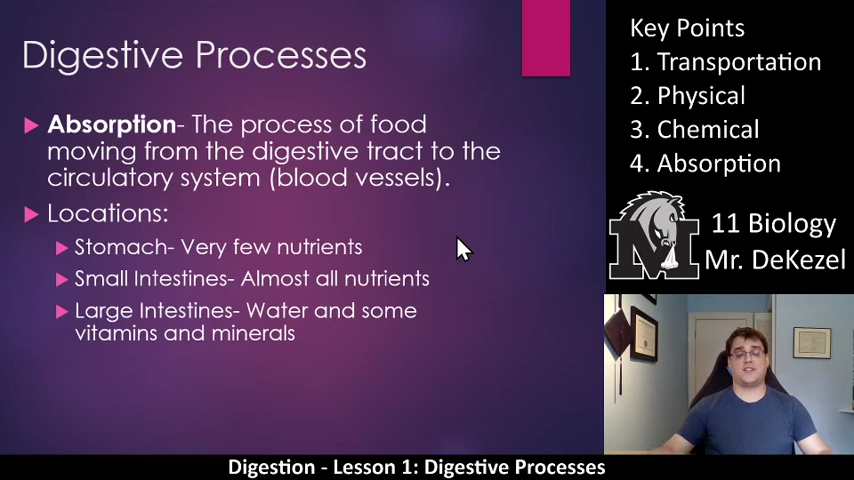 Digestive Processes
Absorption- The process of food
moving from the digestive tract to the
circulatory system (blood vessels).
Locations:
Stomach- Very few nutrients
Small Intestines- Almost all nutrients
Large Intestines- Water and some
vitamins and minerals
Key Points
1. Transportation
2. Physical
3. Chemical
4. Absorption
M
11 Biology
Mr. DeKezel
Digestion - Lesson 1: Digestive Processes